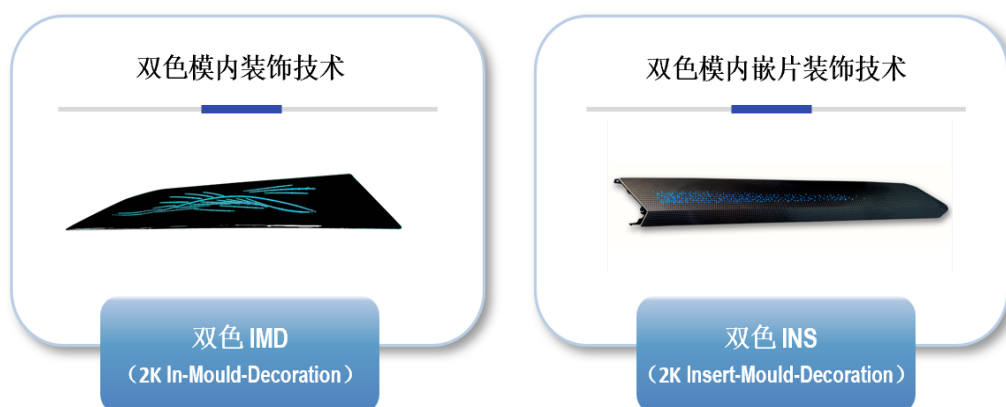 双色模内装饰技术
双色 IMD
（2K In-Mould-Decoration）
双色模内嵌片装饰技术
双色 INS
（2K Insert-Mould-Decoration）